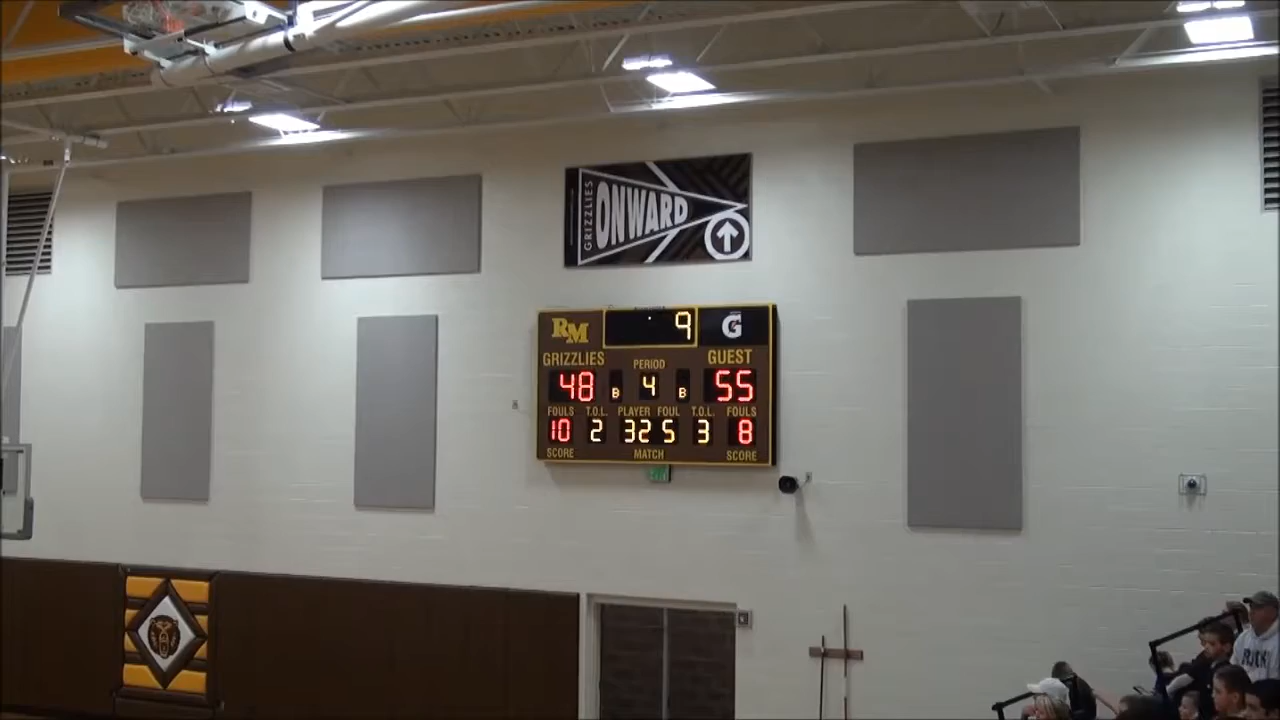 GRIZZLIES
ONWARD
RM
9
G
GRIZZLIES
PERIOD
GUEST
48 B 4 B 55
FOULS T.O.L. PLAYER FOUL T.O.L. FOULS
10 2 32 5 3 8
SCORE MATCH SCORE